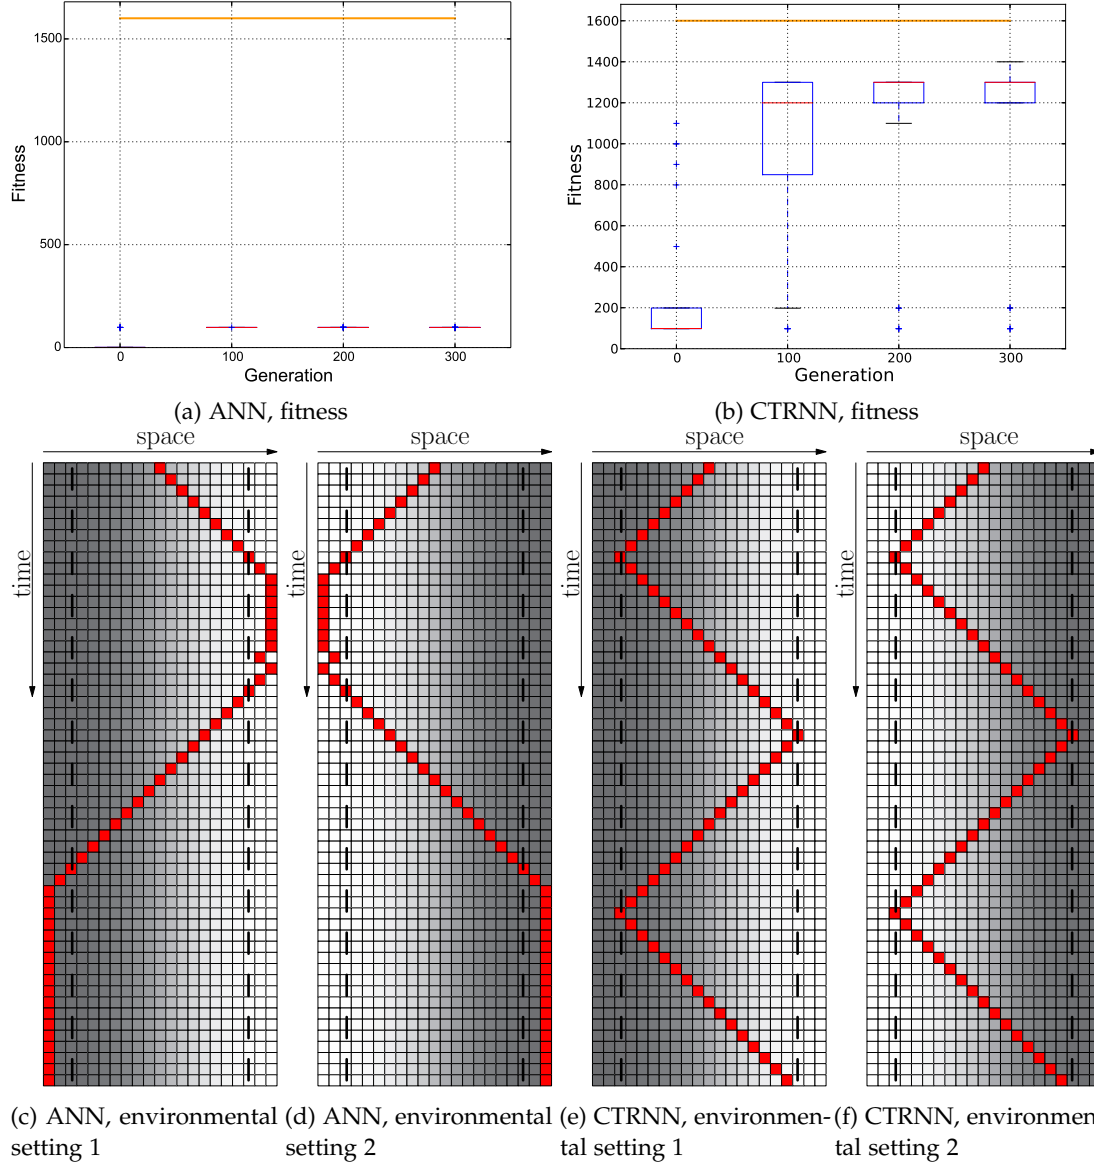 1500
1000
500
0
Fitness
0
100
200
300
Generation
(a) ANN, fitness
1600
1400
1200
1000
800
600
400
200
0
Fitness
0
100
200
300
Generation
(b) CTRNN, fitness
space
time
space
time
space
time
space
time
(c) ANN, environmental
setting 1
(d) ANN, environmental
setting 2
(e) CTRNN, environmen-
tal setting 1
(f) CTRNN, environmen
tal setting 2